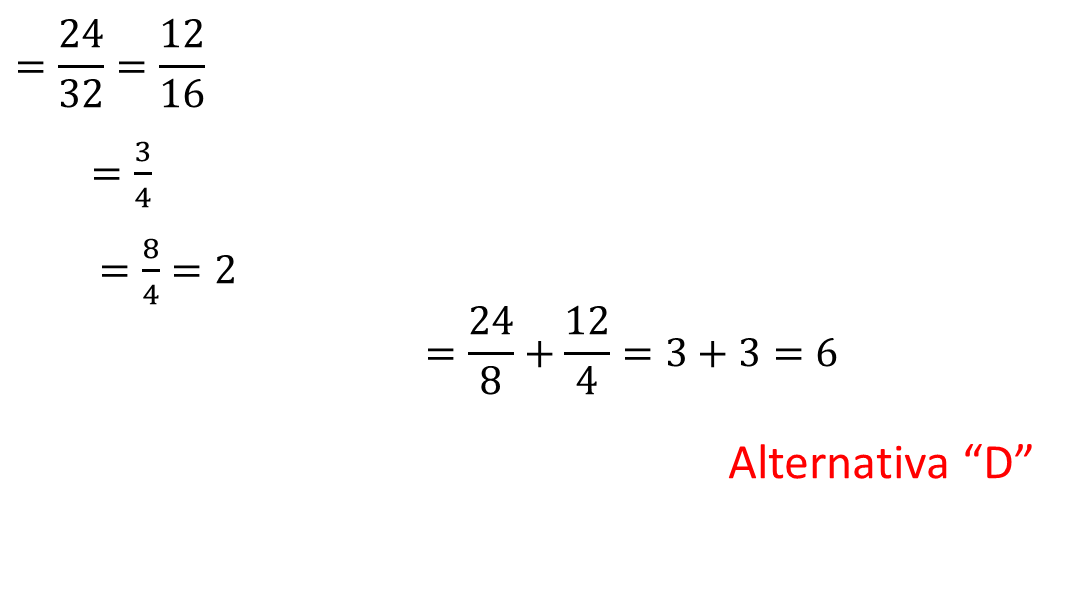 = 24/32 = 12/16
= 3/4
= 8/4 = 2
= 24/8 + 12/4 = 3 + 3 = 6
Alternativa “D”